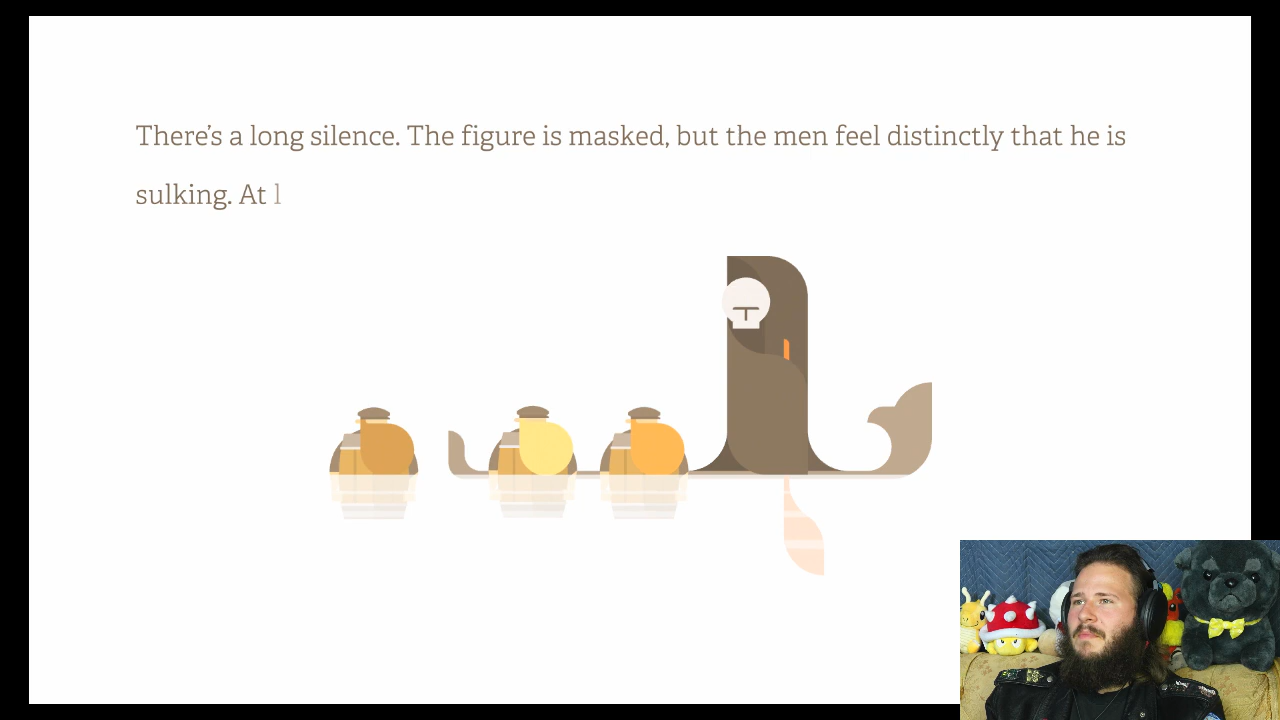 There’s a long silence. The figure is masked, but the men feel distinctly that he is
sulking. At l